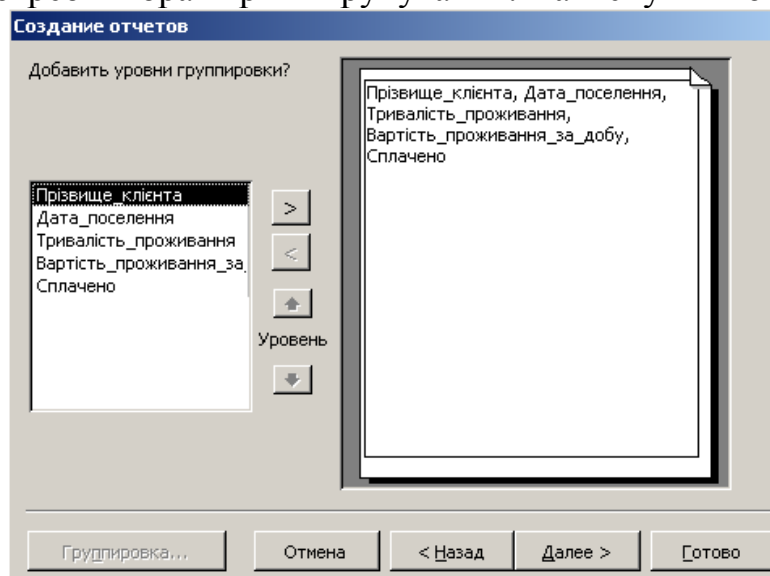 Создание отчетов
Добавить уровни группировки?
Прізвище_клієнта, Дата_поселення,
Тривалість_проживання,
Вартість_проживання_за_добу,
Сплачено
Прізвище_клієнта
Дата_поселення
Тривалість_проживання
Вартість_проживання_за
Сплачено
>
<
Уровень
Группировка...
Отмена
< Назад
Далее >
Готово